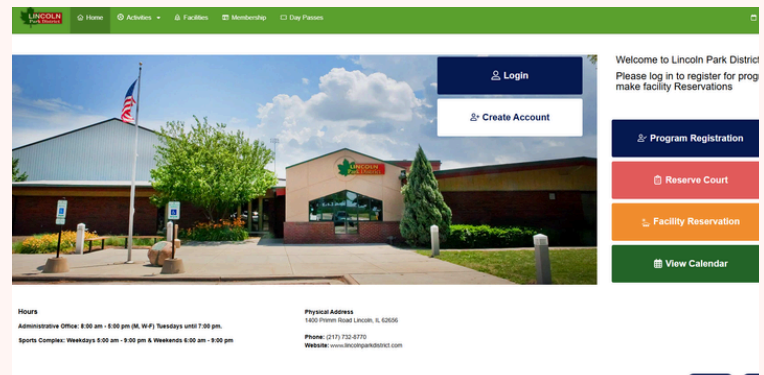 LINCOLN
Park District
Home
Activities
Facilities
Membership
Day Passes
Login
Create Account
LINCOLN
Park District
Welcome to Lincoln Park District
Please log in to register for
make facility Reservations
Program Registration
Reserve Court
Facility Reservation
View Calendar
Hours
Administrative Office: 8:00 am - 5:00 pm (M, W-F) Tuesdays until 7:00 pm.
Sports Complex: Weekdays 5:00 am - 9:00 pm & Weekends 6:00 am - 9:00 pm
Physical Address
1400 Primm Road Lincoln, IL 62656
Phone: (217) 732-8770
Website: www.lincolnparkdistrict.com